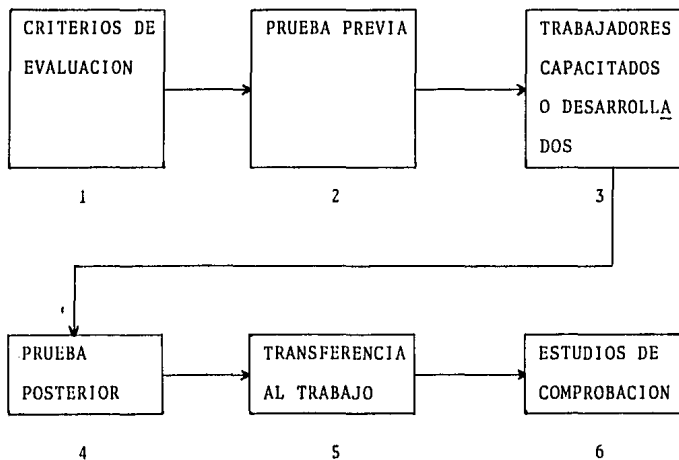 CRITERIOS DE
EVALUACION
1
PRUEBA PREVIA
2
TRABAJADORES
CAPACITADOS
O DESARROLLA
DOS
3
PRUEBA
POSTERIOR
4
TRANSFERENCIA
AL TRABAJO
5
ESTUDIOS DE
COMPROBACION
6